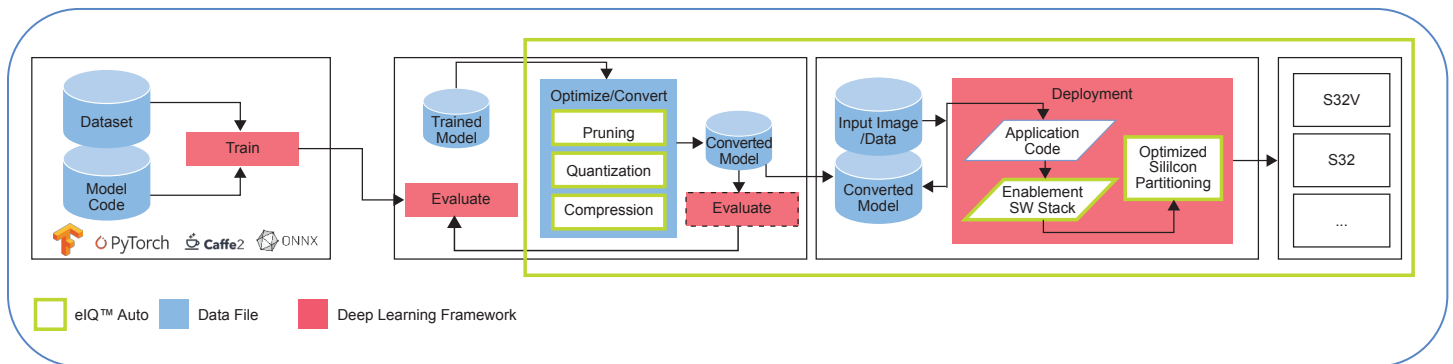 Dataset
Model
Code
Train
PyTorch
Caffe2
ONNX
Trained
Model
Evaluate
Optimize/Convert
Pruning
Quantization
Compression
Converted
Model
Evaluate
Input Image
/Data
Converted
Model
Deployment
Application
Code
Enablement
SW Stack
Optimized
Sililcon
Partitioning
S32V
S32
...
eIQ™ Auto
Data File
Deep Learning Framework